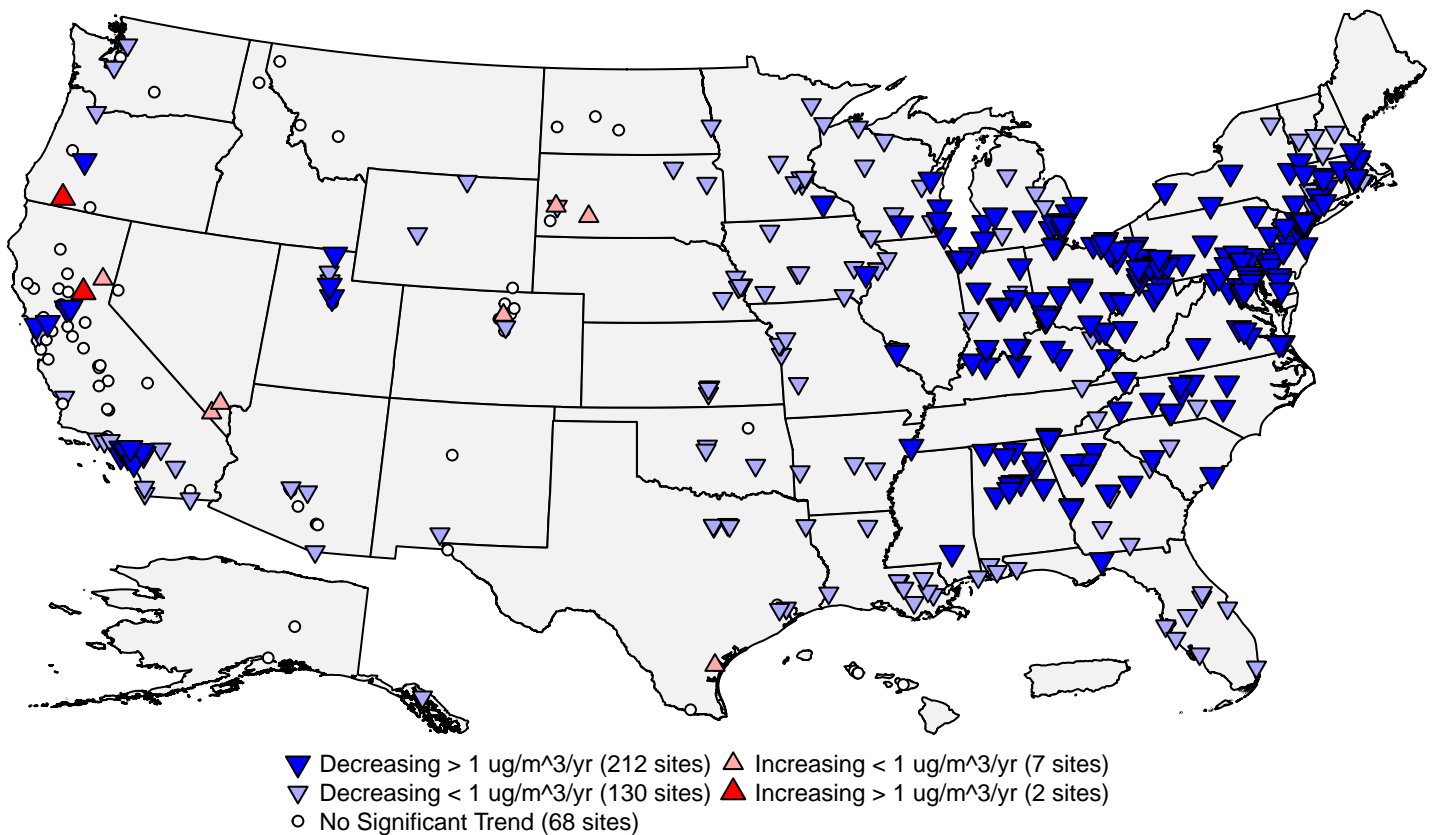 Decreasing > 1 ug/m^3/yr (212 sites) Increasing < 1 ug/m^3/yr (7 sites)
Decreasing < 1 ug/m^3/yr (130 sites) Increasing > 1 ug/m^3/yr (2 sites)
No Significant Trend (68 sites)